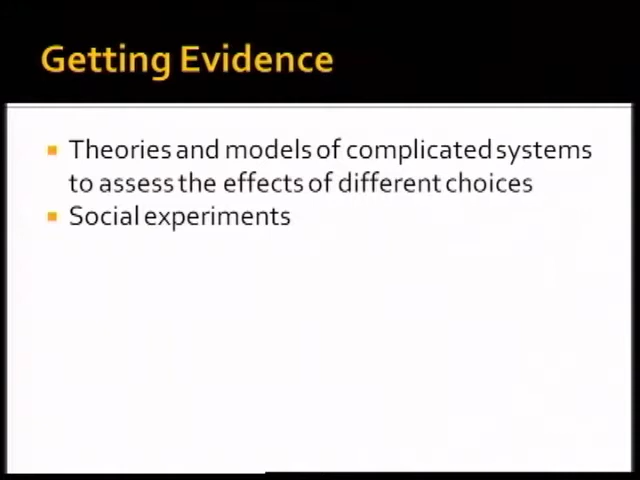 Getting Evidence
Theories and models of complicated systems
to assess the effects of different choices
Social experiments